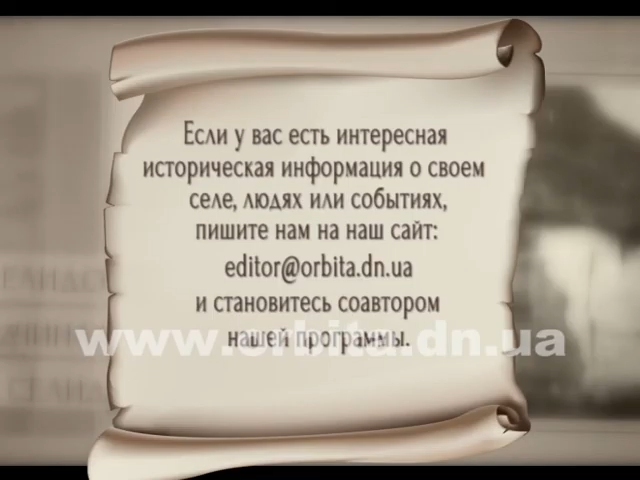 Если у вас есть интересная
историческая информация о своем
селе, людях или событиях,
пишите нам на наш сайт:
editor@orbita.dn.ua
и становитесь соавтором
нашей программы.
www.orbita.dn.ua